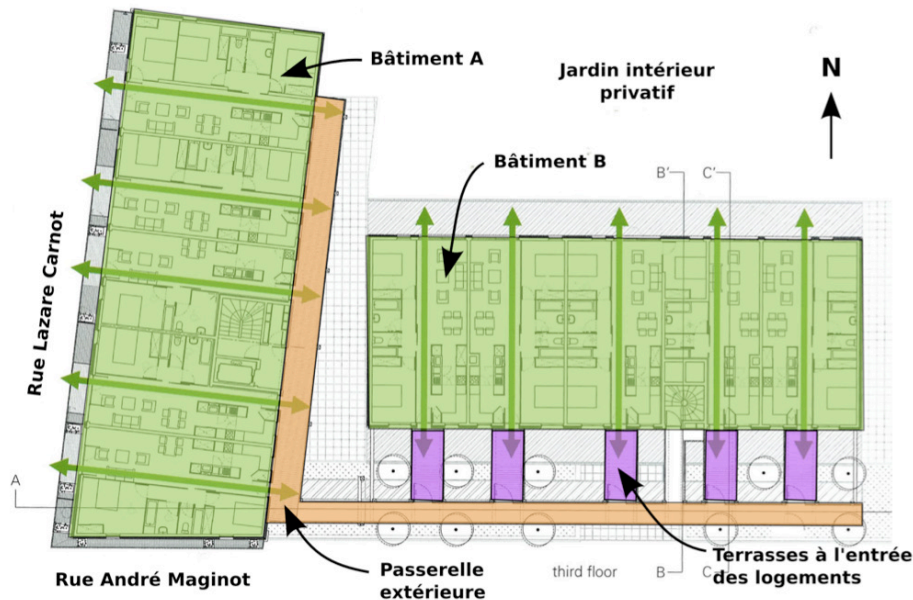 Bâtiment A
Jardin intérieur
privatif
N
Bâtiment B
B'
C'
Rue Lazare Carnot
A
Rue André Maginot
Passerelle
extérieure
third floor
B
C
Terrasses à l'entrée
des logements